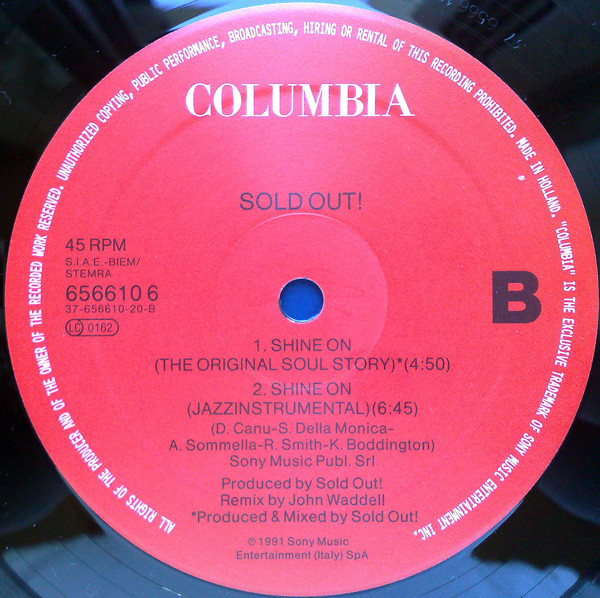 ALL RIGHTS OF THE PRODUCER AND OF THE OWNER OF THE RECORDED WORK RESERVED. UNAUTHORIZED COPYING, PUBLIC PERFORMANCE, BROADCASTING, HIRING OR RENTAL OF THIS RECORDING PROHIBITED. MADE IN HOLLAND. "COLUMBIA" IS THE EXCLUSIVE TRADEMARK OF SONY MUSIC ENTERTAINMENT INC.
COLUMBIA
SOLD OUT!
45 RPM
S.I.A.E.-BIEM/
STEMRA
656610 6
37-656610-20-B
LC 0162
B
1. SHINE ON
(THE ORIGINAL SOUL STORY)*(4:50)
2. SHINE ON
(JAZZINSTRUMENTAL)(6:45)
(D. Canu-S. Della Monica-
A. Sommella-R. Smith-K. Boddington)
Sony Music Publ. Srl
Produced by Sold Out!
Remix by John Waddell
*Produced & Mixed by Sold Out!
℗ 1991 Sony Music
Entertainment (Italy) SpA